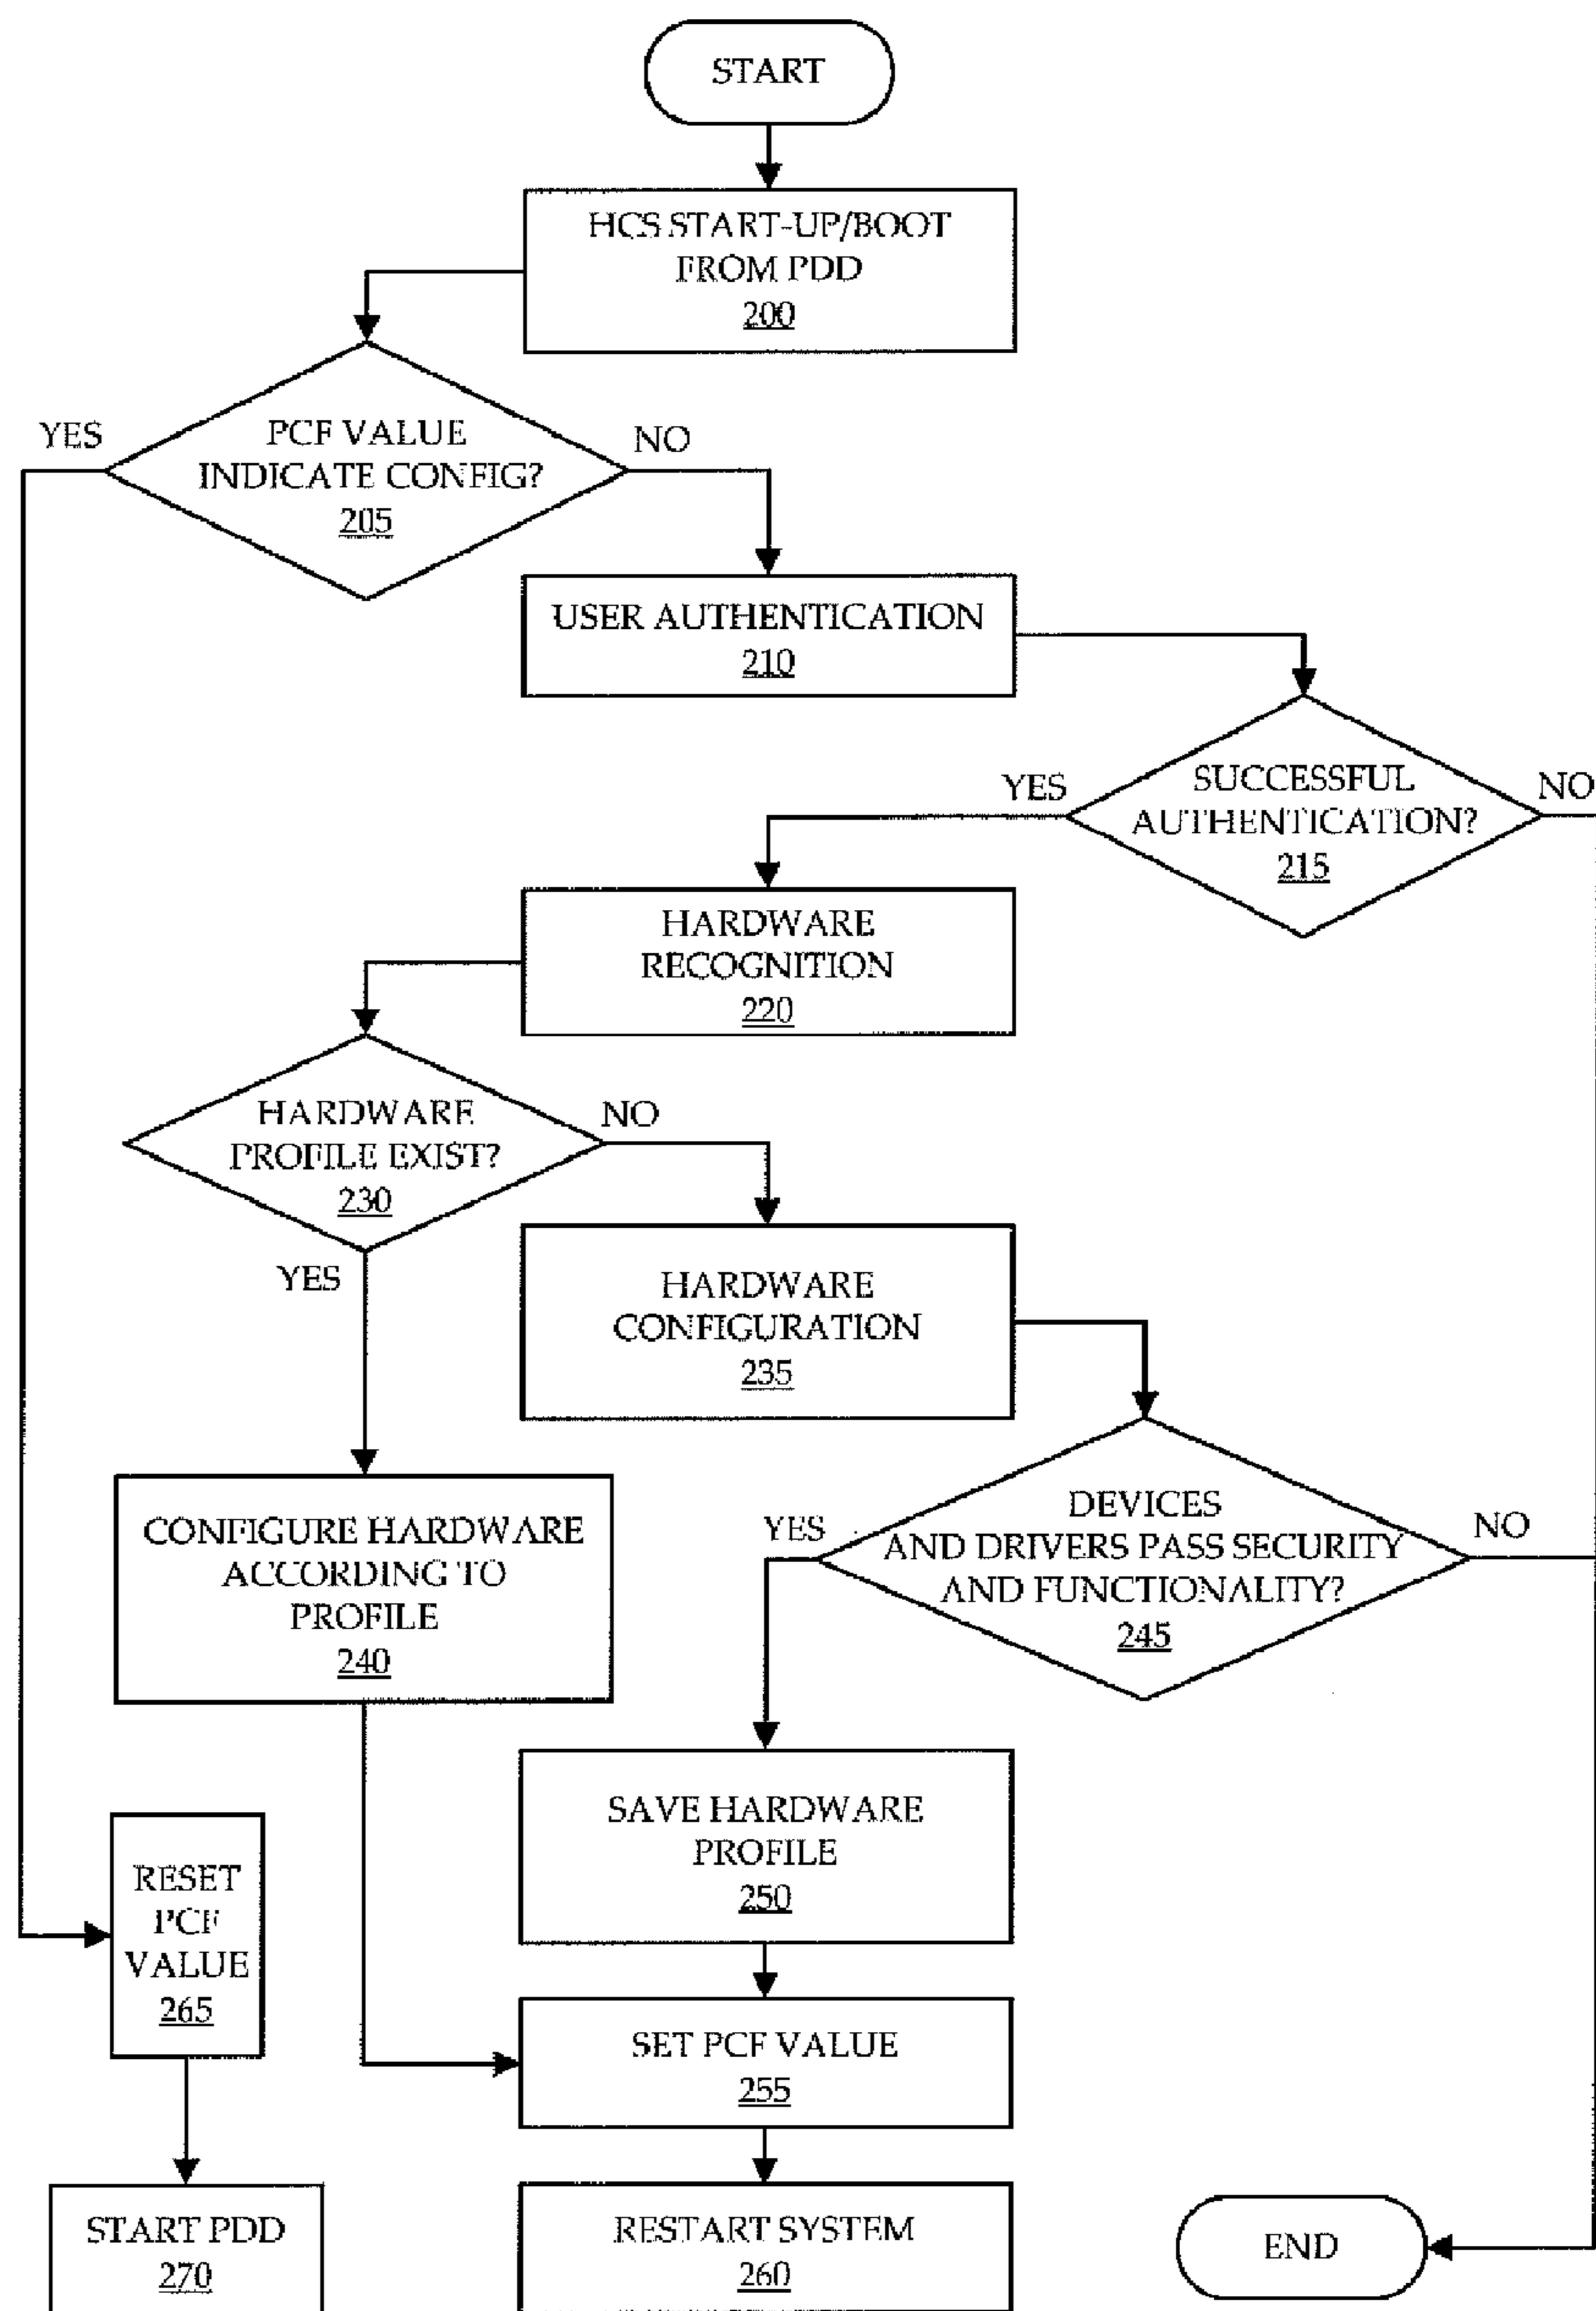 START
HCS START-UP/BOOT
FROM PDD
200
YES
NO
PCF VALUE
INDICATE CONFIG?
205
USER AUTHENTICATION
210
YES
NO
SUCCESSFUL
AUTHENTICATION?
215
HARDWARE
RECOGNITION
220
HARDWARE
PROFILE EXIST?
230
NO
YES
HARDWARE
CONFIGURATION
235
CONFIGURE HARDWARE
ACCORDING TO
PROFILE
240
YES
DEVICES
AND DRIVERS PASS SECURITY
AND FUNCTIONALITY?
245
NO
SAVE HARDWARE
PROFILE
250
RESET
PCF
VALUE
265
SET PCF VALUE
255
START PDD
270
RESTART SYSTEM
260
END